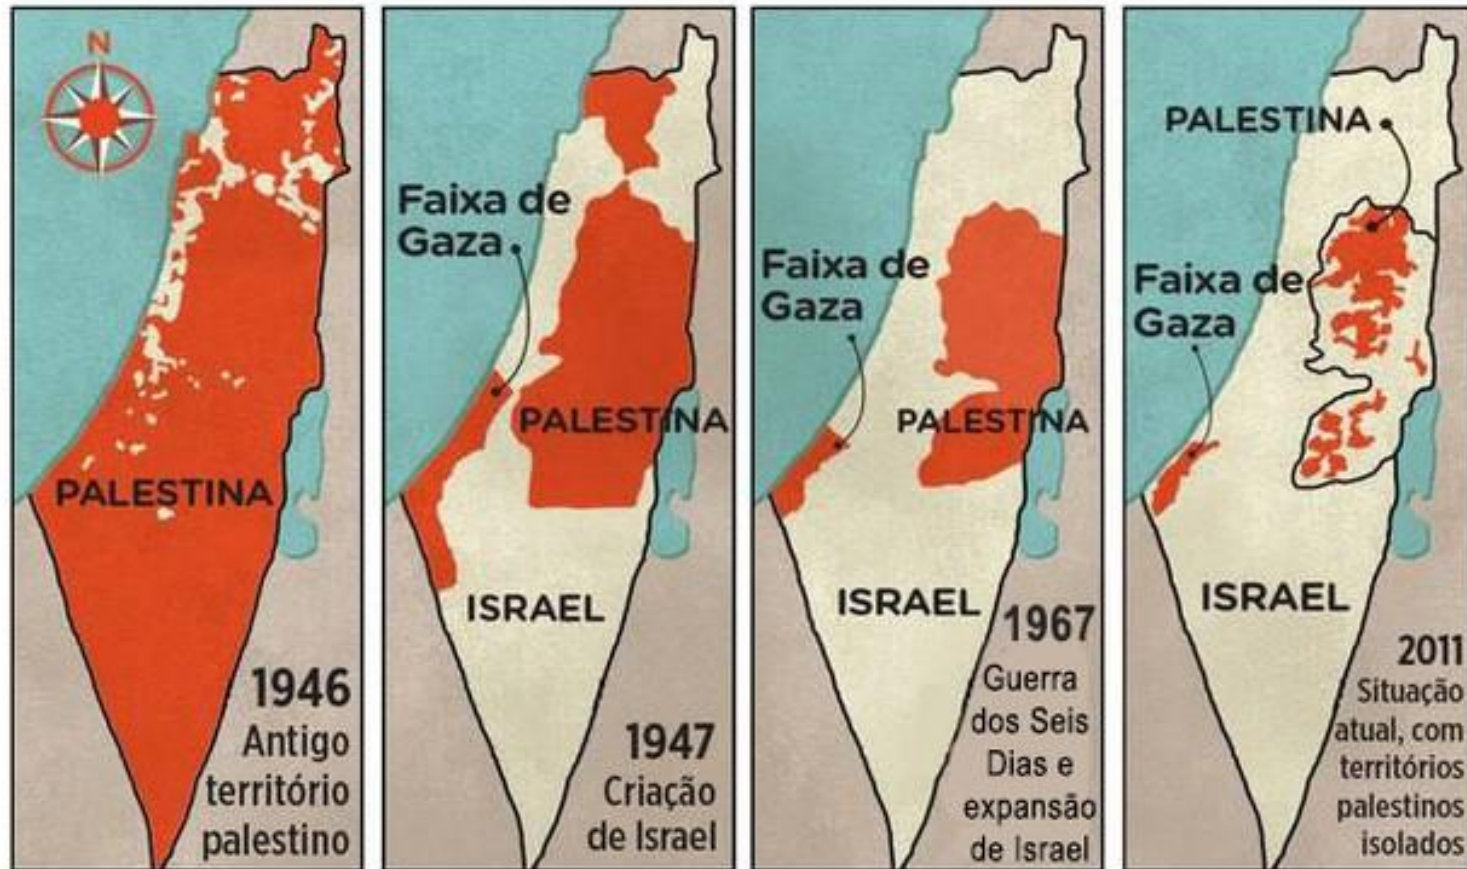 N
PALESTINA
1946
Antigo
território
palestino
Faixa de
Gaza
PALESTINA
ISRAEL
1947
Criação
de Israel
Faixa de
Gaza
PALESTINA
ISRAEL
1967
Guerra
dos Seis
Dias e
expansão
de Israel
PALESTINA
Faixa de
Gaza
ISRAEL
2011
Situação
atual, com
territórios
palestinos
isolados